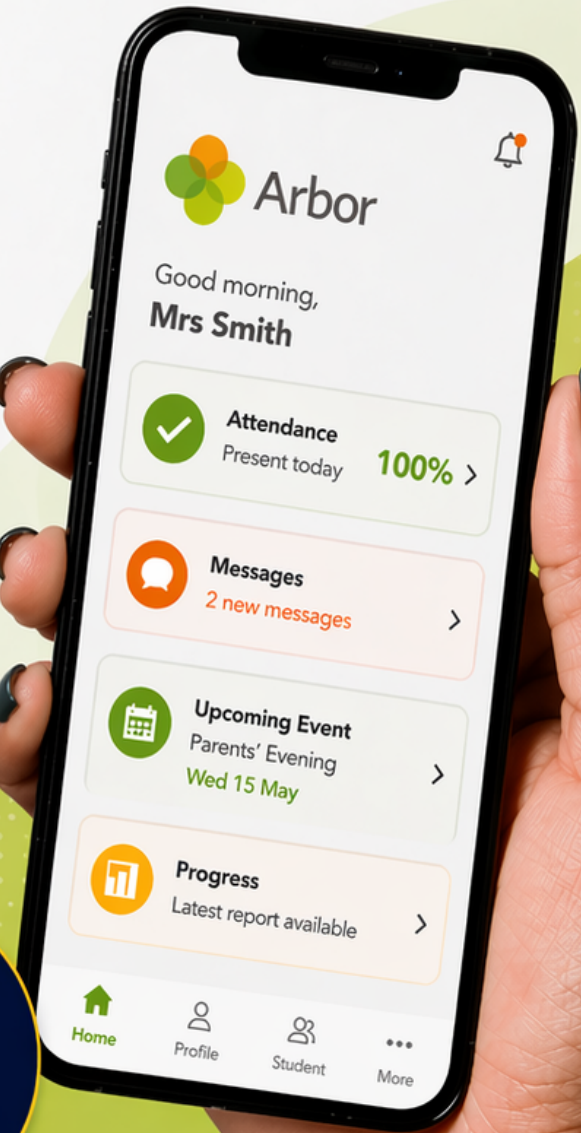 Arbor
Good morning,
Mrs Smith
Attendance
Present today
100%
Messages
2 new messages
Upcoming Event
Parents' Evening
Wed 15 May
Progress
Latest report available
Home
Profile
Student
More